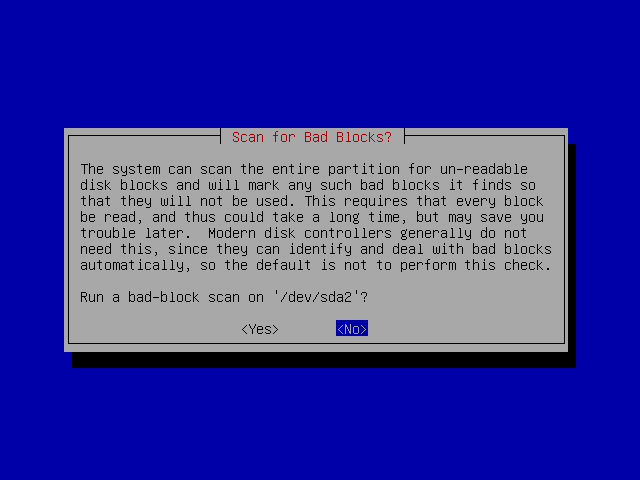 Scan for Bad Blocks?
The system can scan the entire partition for un-readable
disk blocks and will mark any such bad blocks it finds so
that they will not be used. This requires that every block
be read, and thus could take a long time, but may save you
trouble later.  Modern disk controllers generally do not
need this, since they can identify and deal with bad blocks
automatically, so the default is not to perform this check.
Run a bad-block scan on '/dev/sda2'?
<Yes> <No>